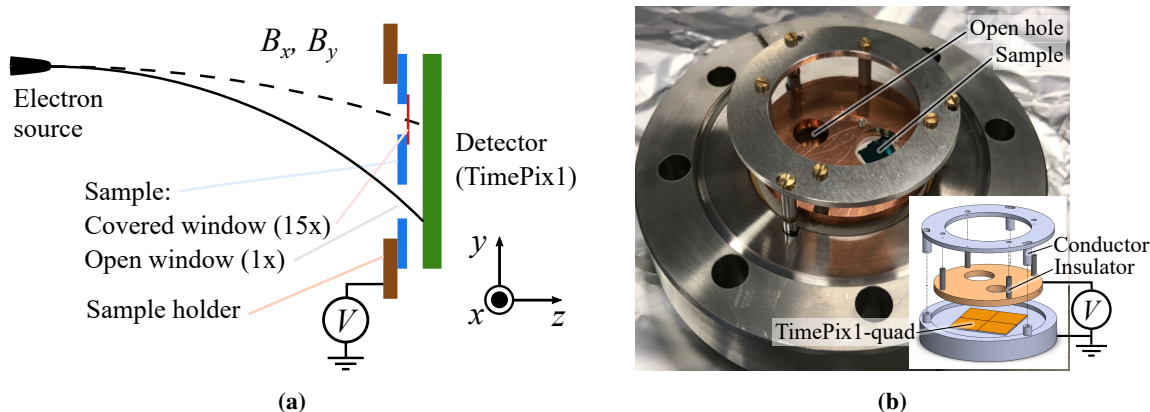 B_x, B_y
Electron
source
Detector
(TimePix1)
Sample:
Covered window (15x)
Open window (1x)
Sample holder
V
y
x
z
(a)
Open hole
Sample
Conductor
Insulator
V
TimePix1-quad
(b)